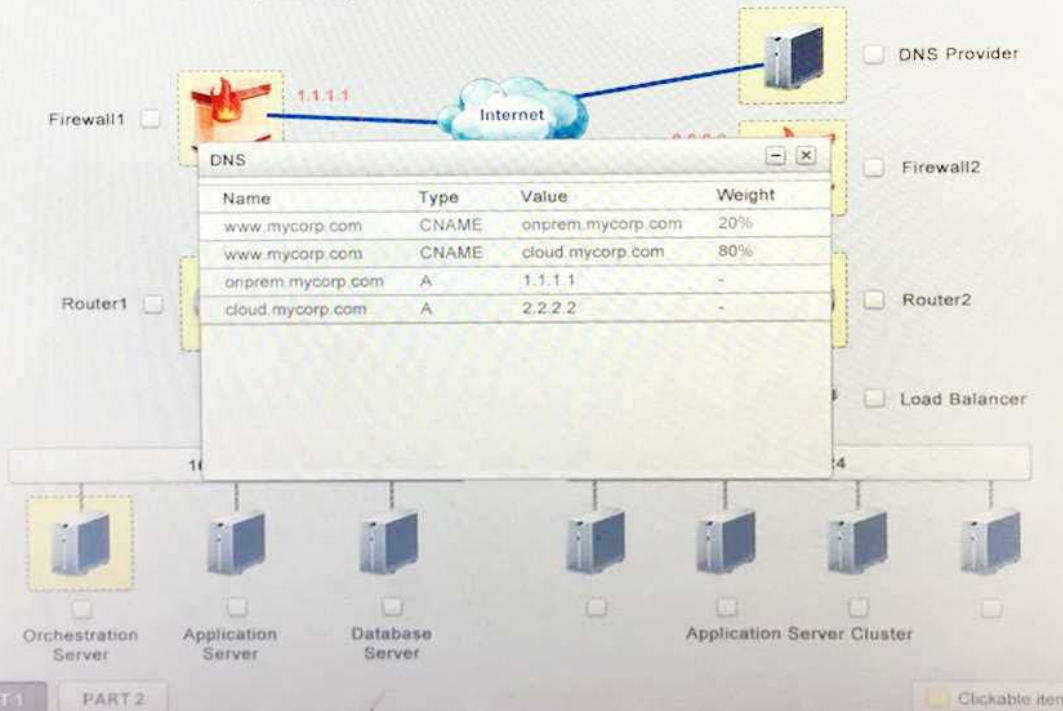 DNS Provider
Internet
1.1.1.1
Firewall1
Firewall2
DNS
Name Type Value Weight
www.mycorp.com CNAME onprem.mycorp.com 20%
www.mycorp.com CNAME cloud.mycorp.com 80%
onprem.mycorp.com A 1.1.1.1 -
cloud.mycorp.com A 2.2.2.2 -
Router1
Router2
Load Balancer
Orchestration Server
Application Server
Database Server
Application Server Cluster
PART 2